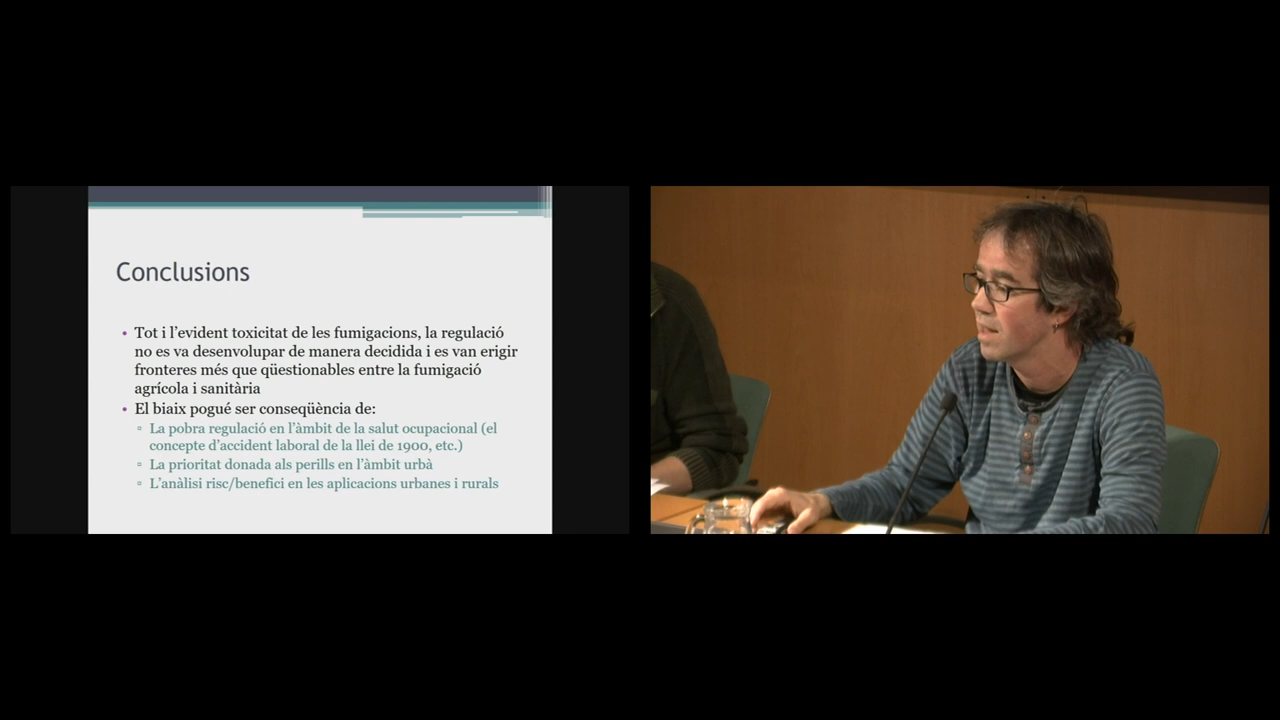 Conclusions
• Tot i l’evident toxicitat de les fumigacions, la regulació
no es va desenvolupar de manera decidida i es van erigir
fronteres més que qüestionables entre la fumigació
agrícola i sanitària
• El biaix pogué ser conseqüència de:
▫ La pobra regulació en l’àmbit de la salut ocupacional (el
concepte d’accident laboral de la llei de 1900, etc.)
▫ La prioritat donada als perills en l’àmbit urbà
▫ L’anàlisi risc/benefici en les aplicacions urbanes i rurals